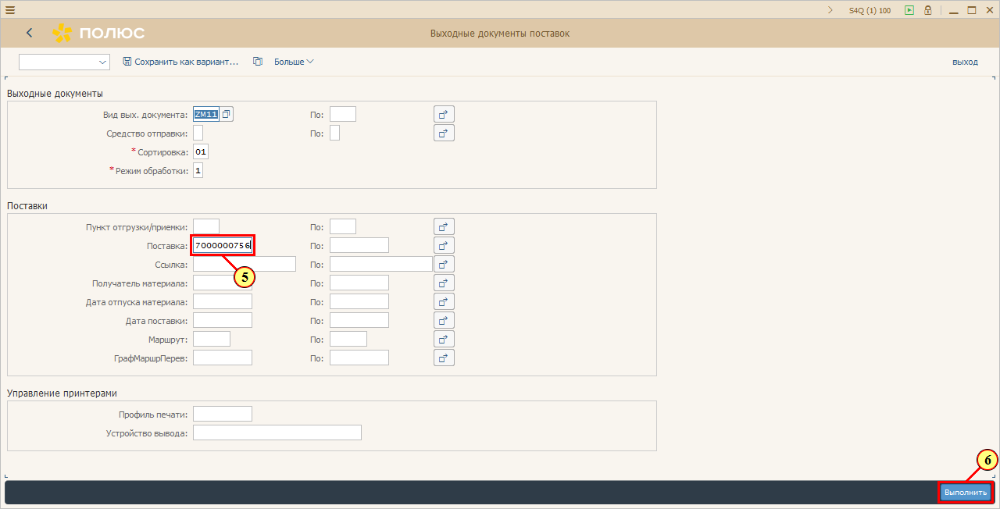 S4Q (1) 100
ПОЛЮС
Выходные документы поставок
Сохранить как вариант...
Больше
выход
Выходные документы
Вид вых. документа: ZM11 По:
Средство отправки: По:
*Сортировка: 01
*Режим обработки: 1
Поставки
Пункт отгрузки/приемки: По:
Поставка: 7000000756 По:
Ссылка: По:
5
Получатель материала: По:
Дата отпуска материала: По:
Дата поставки: По:
Маршрут: По:
ГрафМаршрПерев: По:
Управление принтерами
Профиль печати:
Устройство вывода:
6
Выполнить